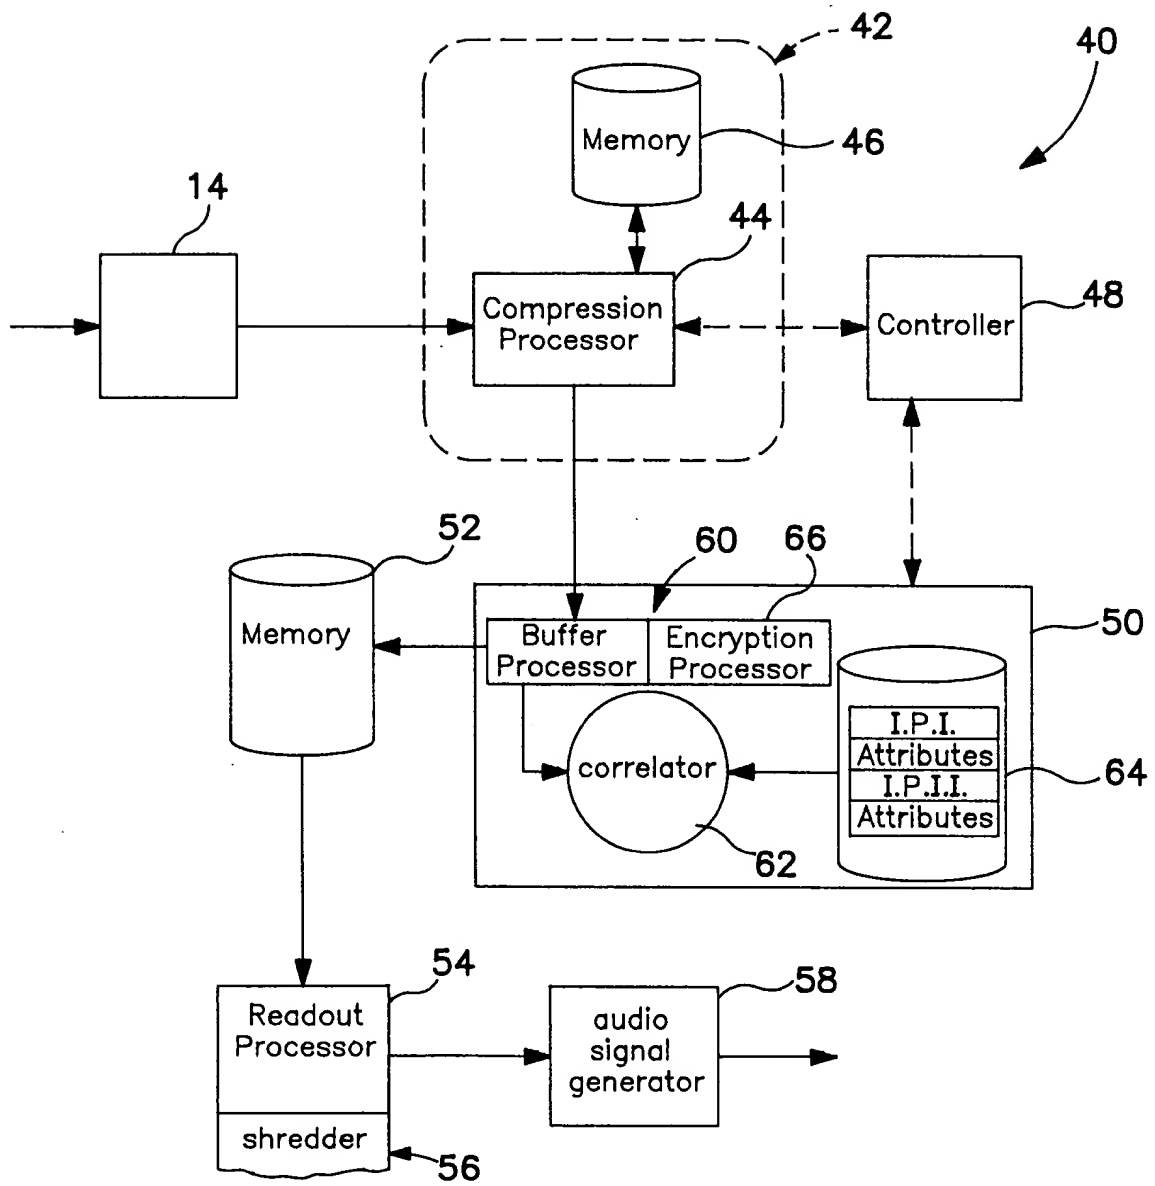 42
40
Memory
46
14
44
Compression
Processor
48
Controller
52
60
66
Memory
Buffer
Processor
Encryption
Processor
50
I.P.I.
Attributes
I.P.I.I.
Attributes
64
correlator
62
54
58
Readout
Processor
audio
signal
generator
shredder
56